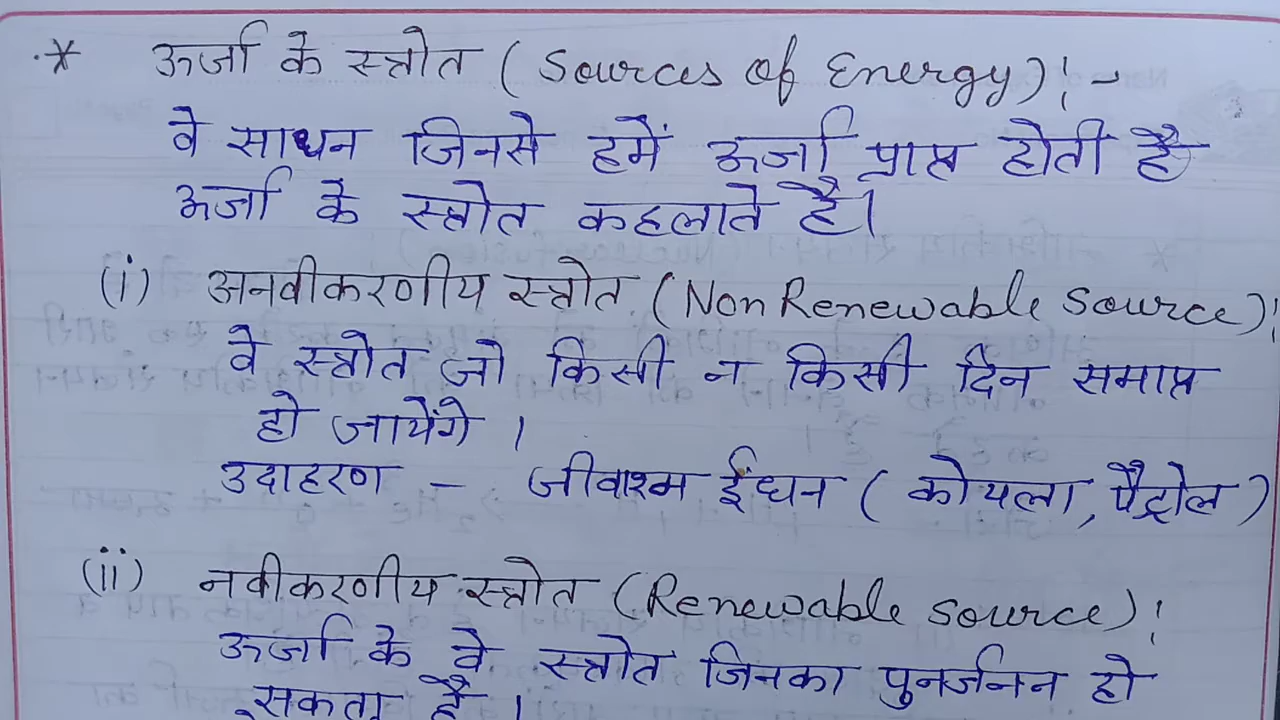 * ऊर्जा के स्त्रोत (Sources of Energy):-
वे साधन जिनसे हमें ऊर्जा प्राप्त होती है
ऊर्जा के स्त्रोत कहलाते है।
(i) अनवीकरणीय स्त्रोत (Non Renewable Source):
वे स्त्रोत जो किसी न किसी दिन समाप्त
हो जायेंगे ।
उदाहरण - जीवाश्म ईंधन ( कोयला, पैट्रोल )
(ii) नवीकरणीय स्त्रोत (Renewable source):
ऊर्जा के वे स्त्रोत जिनका पुनर्जनन हो
सकता है ।